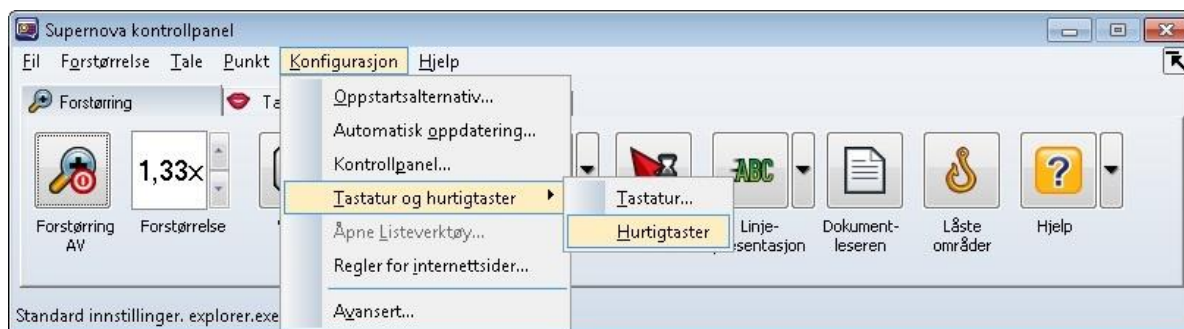 Supernova kontrollpanel
Fil Forstørrelse Tale Punkt Konfigurasjon Hjelp
Forstørring
Oppstartsalternativ...
Automatisk oppdatering...
Kontrollpanel...
Tastatur og hurtigtaster
Åpne Listeverktøy...
Regler for internettsider...
Avansert...
Tastatur...
Hurtigtaster
1,33x
ABC
?
Forstørring
AV
Forstørrelse
Linje-
Dokument-
leseren
Låste
områder
Hjelp
Standard innstillinger. explorer.exe